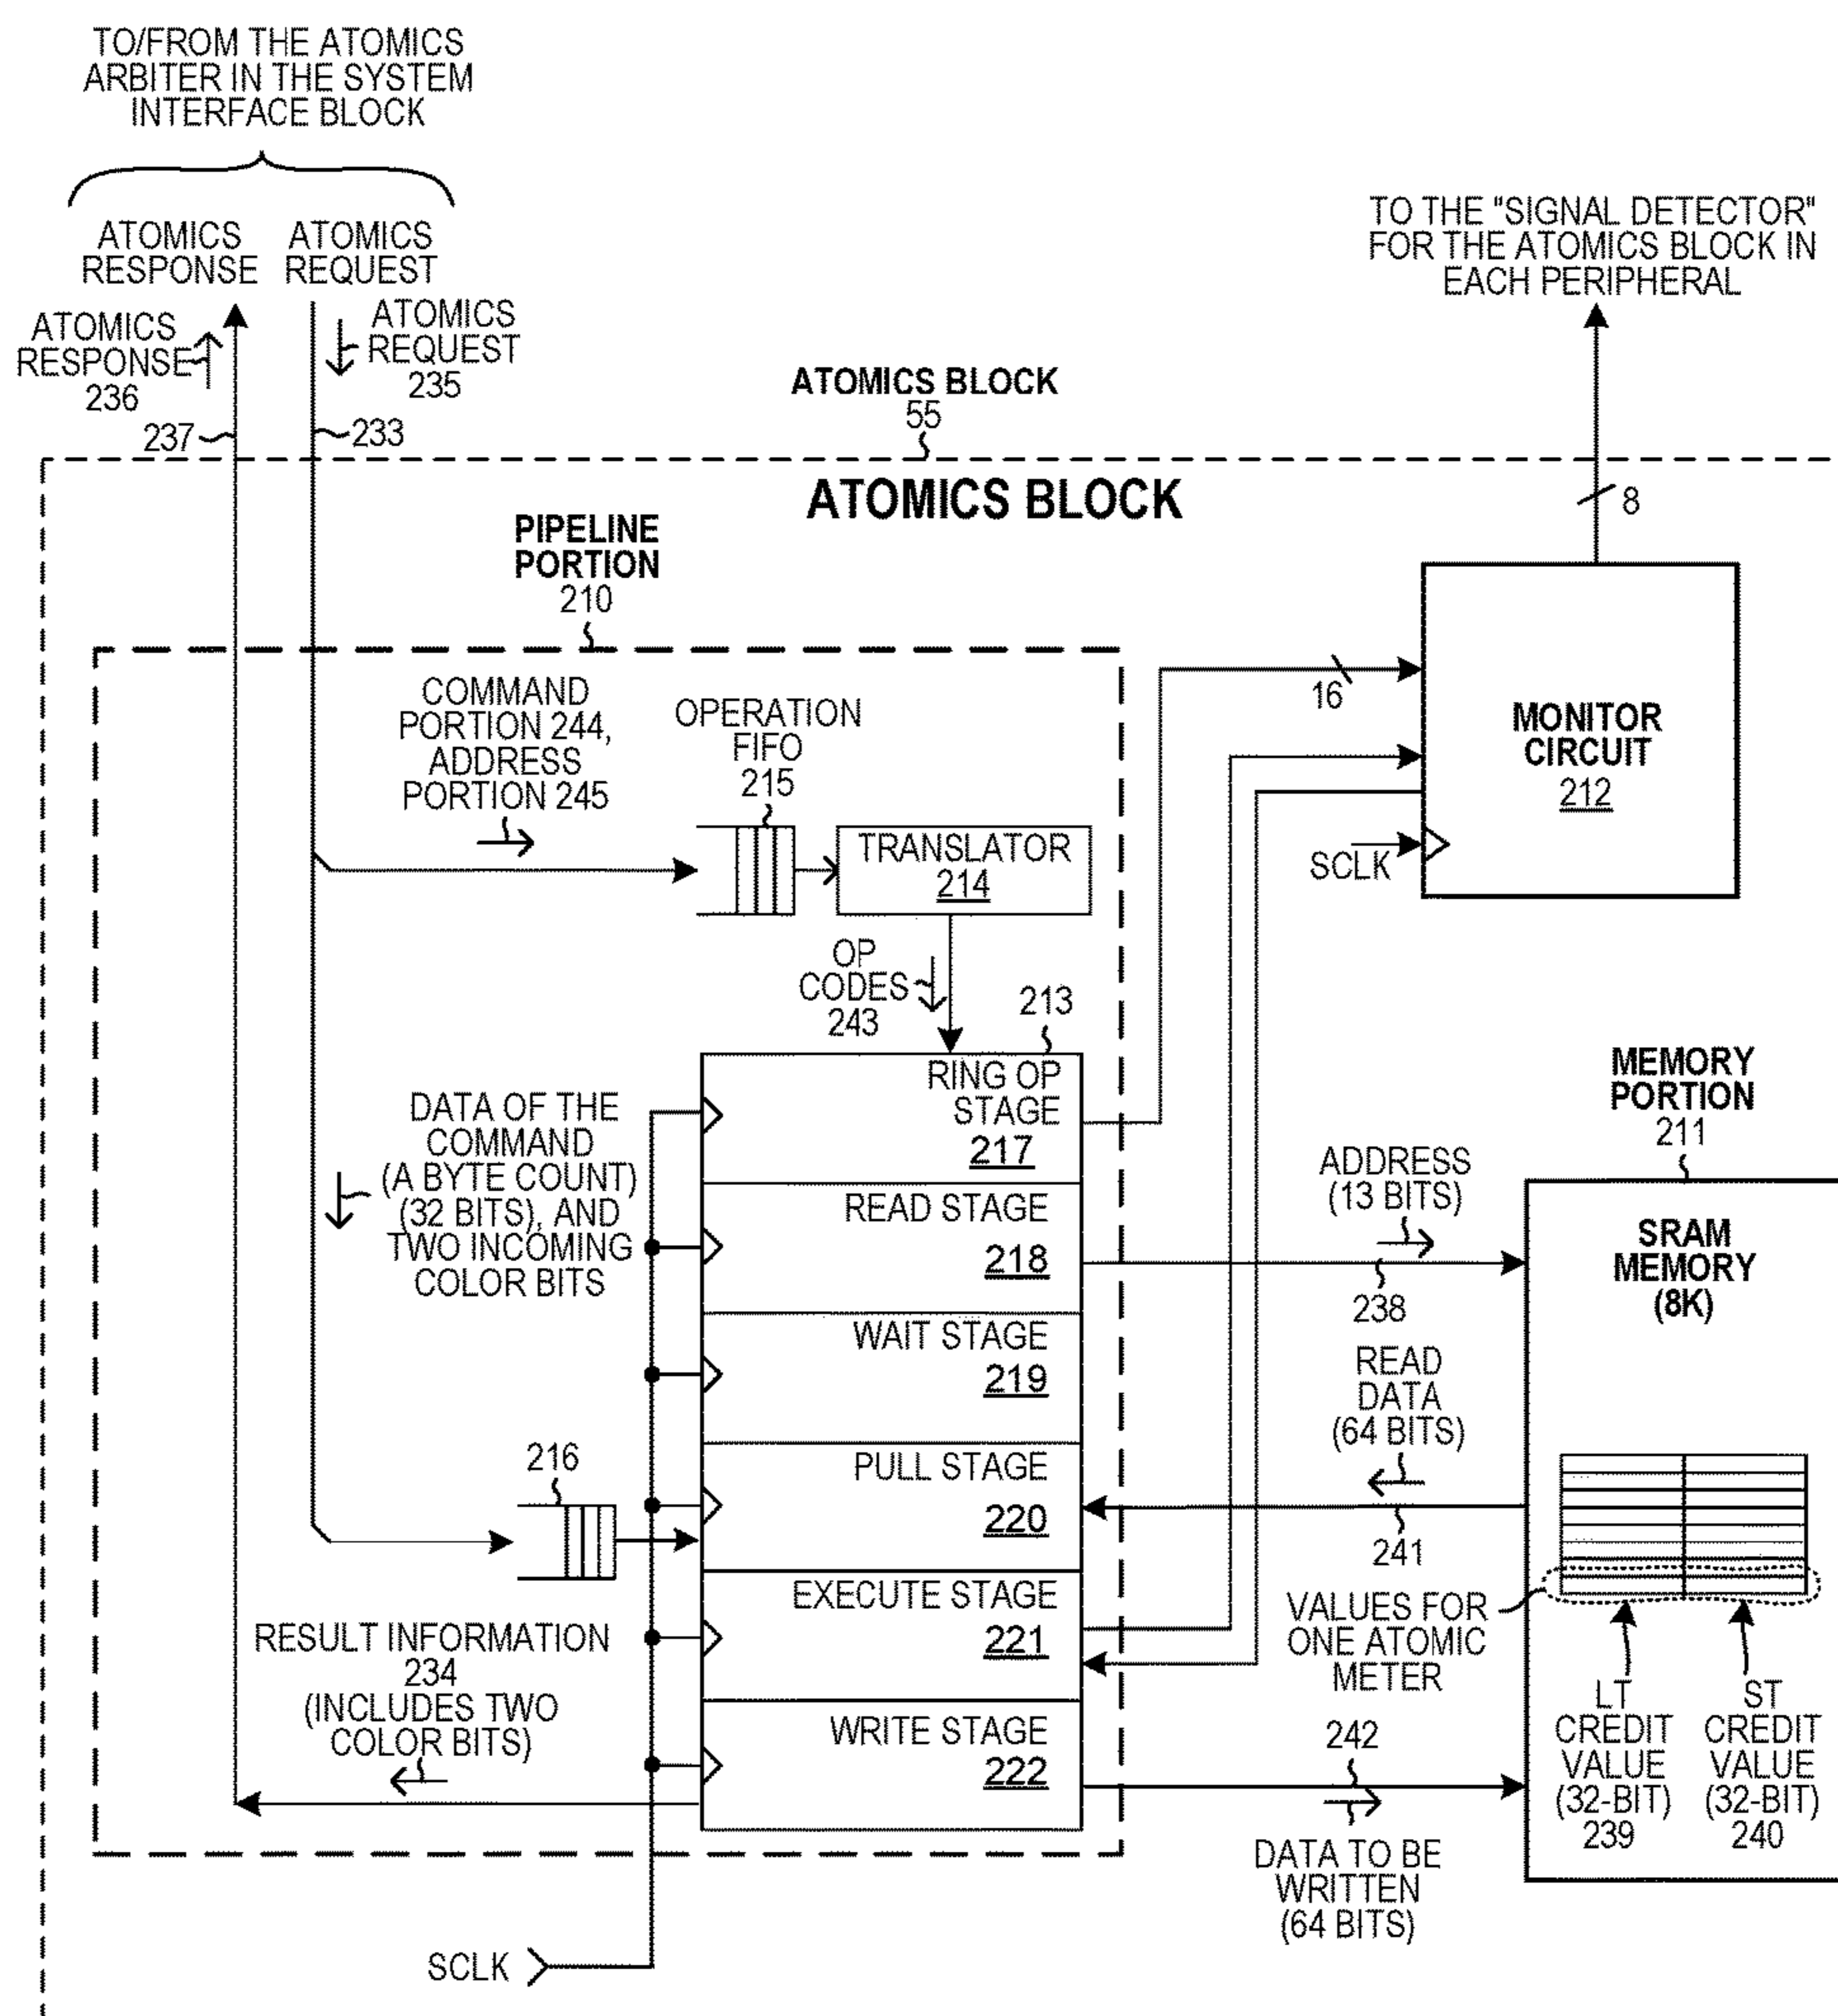 TO/FROM THE ATOMICS
ARBITER IN THE SYSTEM
INTERFACE BLOCK
ATOMICS
RESPONSE
ATOMICS
REQUEST
ATOMICS
RESPONSE
236
ATOMICS
REQUEST
235
237
233
TO THE "SIGNAL DETECTOR"
FOR THE ATOMICS BLOCK IN
EACH PERIPHERAL
ATOMICS BLOCK
55
ATOMICS BLOCK
8
PIPELINE
PORTION
210
COMMAND
PORTION 244,
ADDRESS
PORTION 245
OPERATION
FIFO
215
TRANSLATOR
214
16
MONITOR
CIRCUIT
212
SCLK
OP
CODES
243
213
RING OP
STAGE
217
DATA OF THE
COMMAND
(A BYTE COUNT)
(32 BITS), AND
TWO INCOMING
COLOR BITS
READ STAGE
218
WAIT STAGE
219
216
PULL STAGE
220
EXECUTE STAGE
221
RESULT INFORMATION
234
(INCLUDES TWO
COLOR BITS)
WRITE STAGE
222
SCLK
MEMORY
PORTION
211
ADDRESS
(13 BITS)
238
SRAM
MEMORY
(8K)
READ
DATA
(64 BITS)
241
VALUES FOR
ONE ATOMIC
METER
LT
CREDIT
VALUE
(32-BIT)
239
ST
CREDIT
VALUE
(32-BIT)
240
242
DATA TO BE
WRITTEN
(64 BITS)